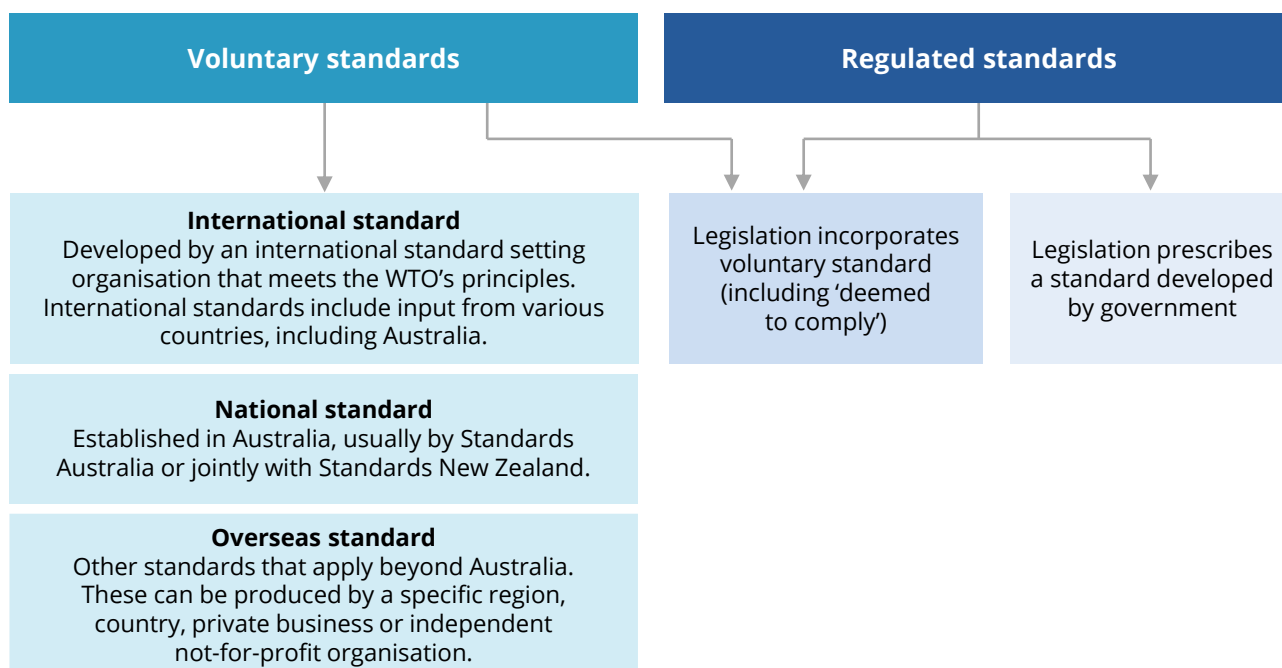 Voluntary standards
Regulated standards
International standard
Developed by an international standard setting
organisation that meets the WTO’s principles.
International standards include input from various
countries, including Australia.
Legislation incorporates
voluntary standard
(including ‘deemed
to comply’)
Legislation prescribes
a standard developed
by government
National standard
Established in Australia, usually by Standards
Australia or jointly with Standards New Zealand.
Overseas standard
Other standards that apply beyond Australia.
These can be produced by a specific region,
country, private business or independent
not-for-profit organisation.